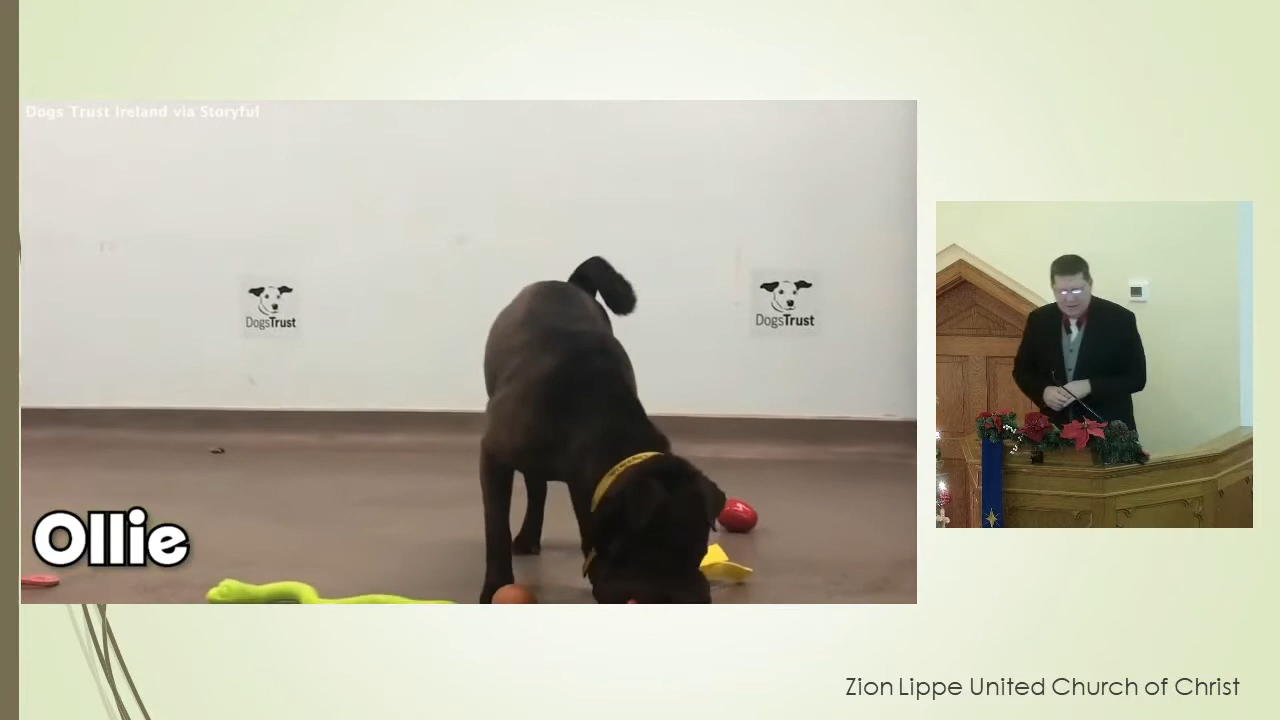 Dogs Trust Ireland via Storyful
DogsTrust
DogsTrust
Ollie
Zion Lippe United Church of Christ